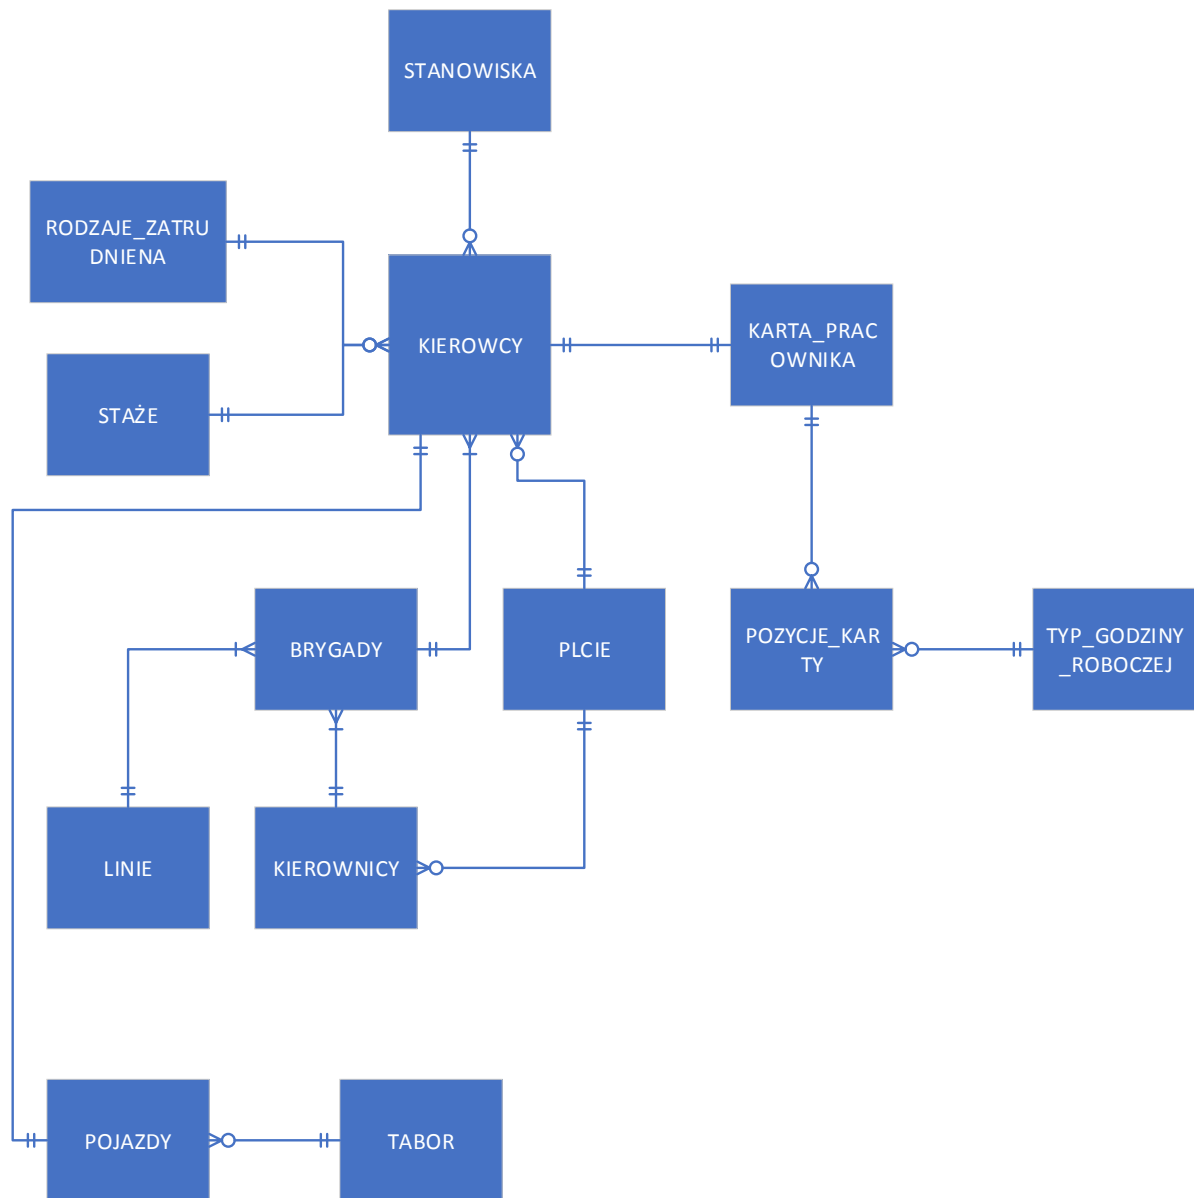 STANOWISKA
RODZAJE_ZATRU
DNIENA
KIEROWCY
KARTA_PRAC
OWNIKA
STAŻE
BRYGADY
PLCIE
POZYCJE_KAR
TY
TYP_GODZINY
_ROBOCZEJ
LINIE
KIEROWNICY
POJAZDY
TABOR